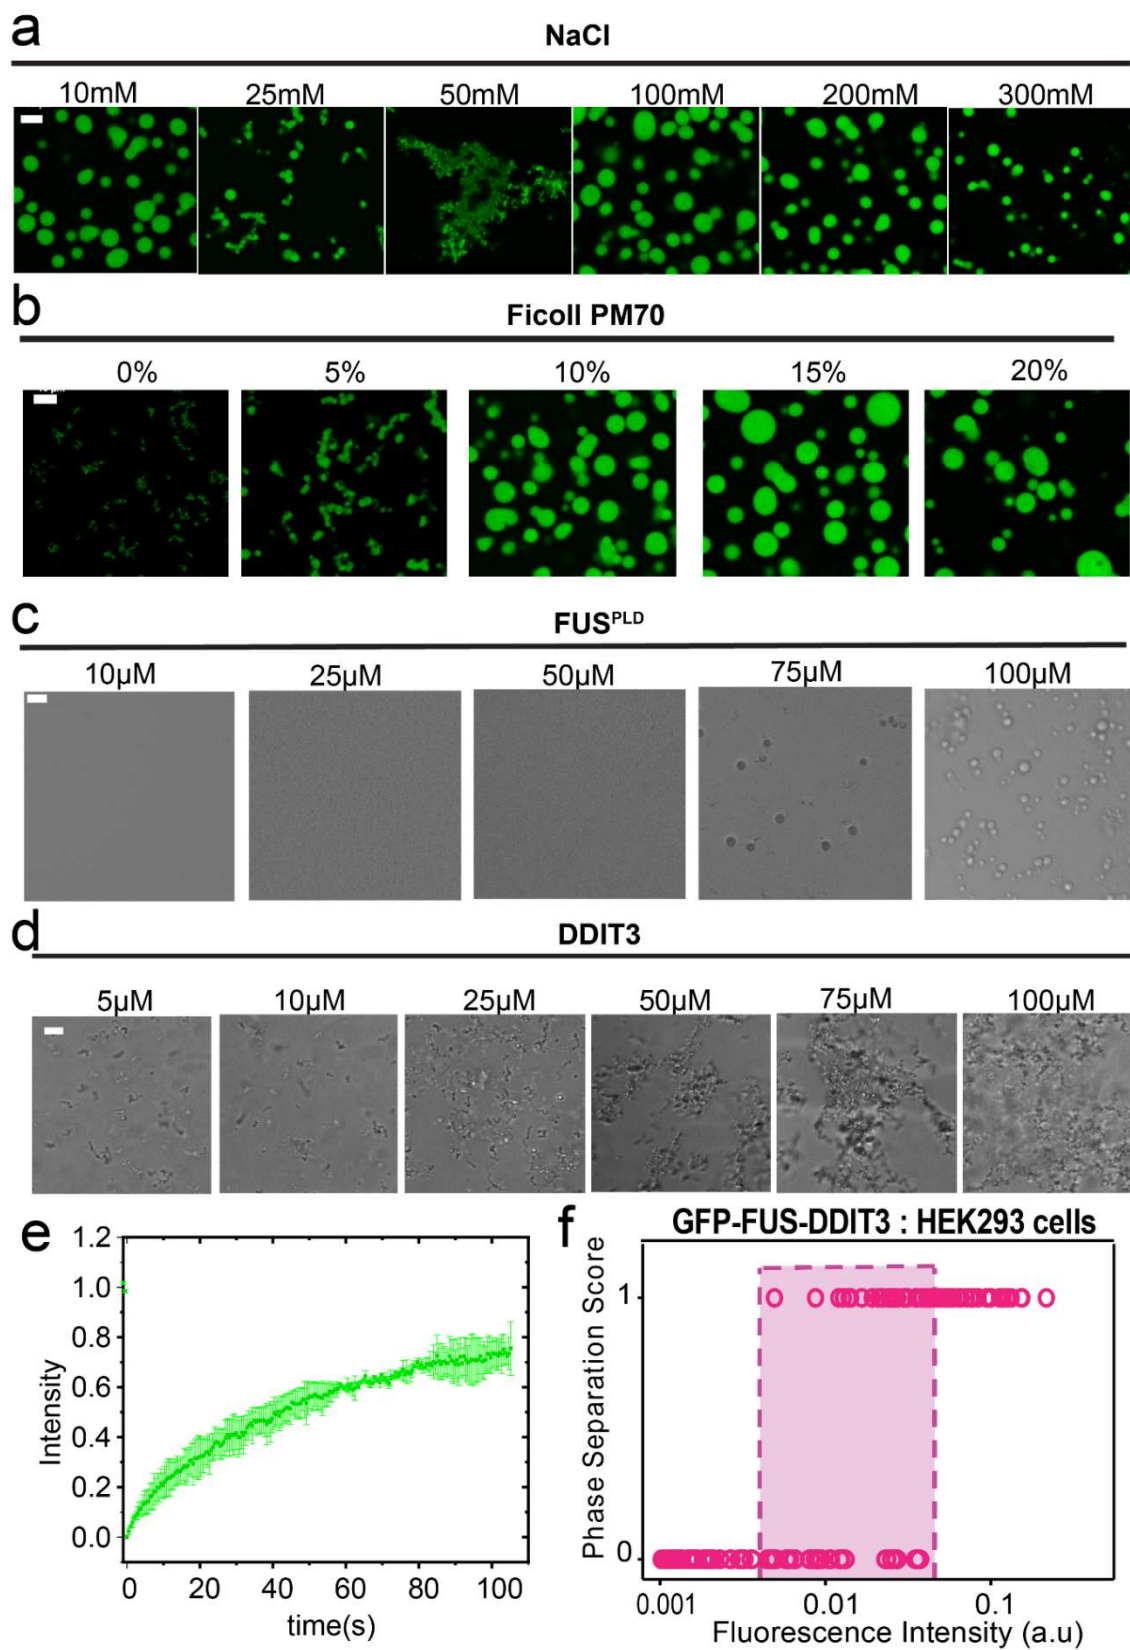 a
NaCl
10mM 25mM 50mM 100mM 200mM 300mM
b
Ficoll PM70
0% 5% 10% 15% 20%
c
FUSPLD
10µM 25µM 50µM 75µM 100µM
d
DDIT3
5µM 10µM 25µM 50µM 75µM 100µM
e
1.2
1.0
0.8
0.6
0.4
0.2
0.0
Intensity
0 20 40 60 80 100
time(s)
f
GFP-FUS-DDIT3 : HEK293 cells
Phase Separation Score
1
0
0.001 0.01 0.1
Fluorescence Intensity (a.u)